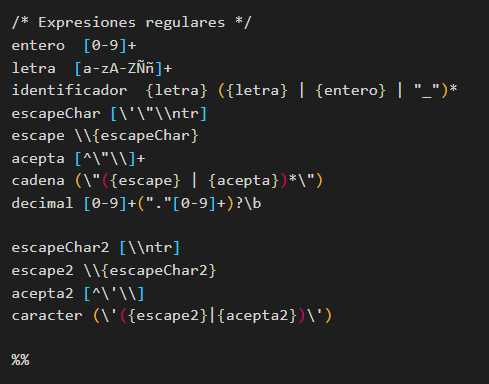 /* Expresiones regulares */
entero  [0-9]+
letra  [a-zA-ZÑñ]+
identificador  {letra} ({letra} | {entero} | "_")*
escapeChar [\'\"\\ntr]
escape \\{escapeChar}
acepta [^\"\\]+
cadena (\"({escape} | {acepta})*\")
decimal [0-9]+("."[0-9]+)?\b
escapeChar2 [\\ntr]
escape2 \\{escapeChar2}
acepta2 [^\'\\]
caracter (\'({escape2}|{acepta2})\')
%%